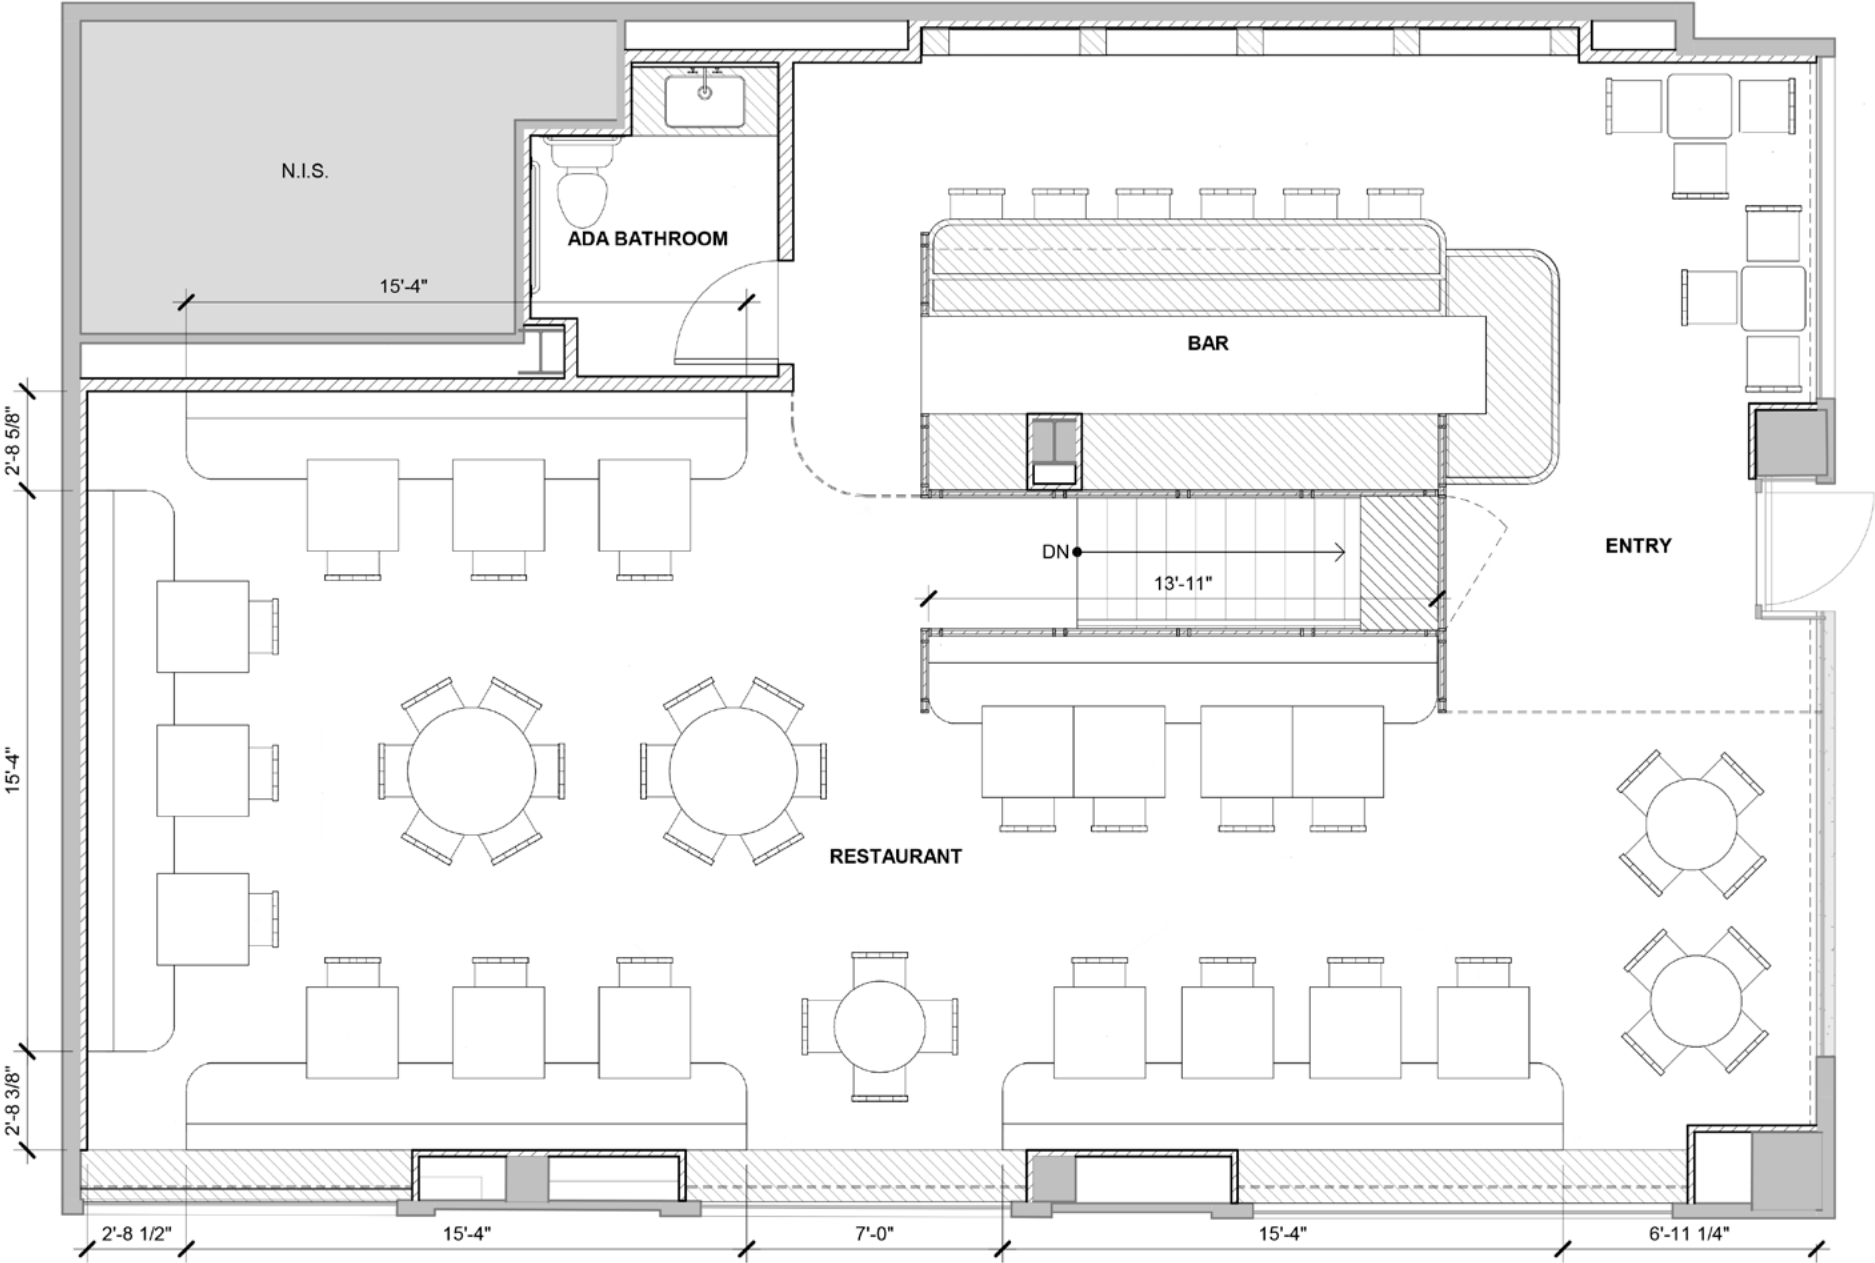 N.I.S.
ADA BATHROOM
15'-4"
BAR
2'-8 5/8"
ENTRY
DN
13'-11"
15'-4"
RESTAURANT
2'-8 3/8"
2'-8 1/2"
15'-4"
7'-0"
15'-4"
6'-11 1/4"